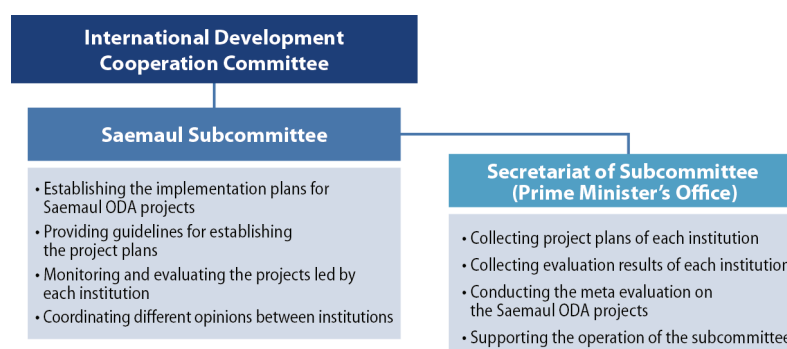 International Development
Cooperation Committee
Saemaul Subcommittee
• Establishing the implementation plans for
Saemaul ODA projects
• Providing guidelines for establishing
the project plans
• Monitoring and evaluating the projects led by
each institution
• Coordinating different opinions between institutions
Secretariat of Subcommittee
(Prime Minister's Office)
• Collecting project plans of each institution
• Collecting evaluation results of each institution
• Conducting the meta evaluation on
the Saemaul ODA projects
• Supporting the operation of the subcommittee